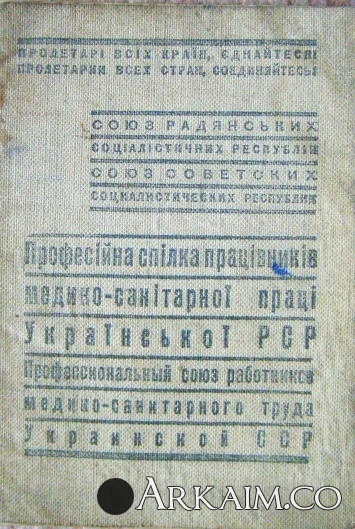 ПРОЛЕТАРІ ВСІХ КРАЇН, ЄДНАЙТЕСЯ!
ПРОЛЕТАРИИ ВСЕХ СТРАН, СОЕДИНЯЙТЕСЬ!
СОЮЗ РАДЯНСЬКИХ
СОЦІАЛІСТИЧНИХ РЕСПУБЛІК
СОЮЗ СОВЕТСКИХ
СОЦИАЛИСТИЧЕСКИХ РЕСПУБЛИК
Професійна спілка працівників
медико-санітарної праці
Української РСР
Профессиональный союз работников
медико-санитарного труда
Украинской ССР
ARKAIM.CO